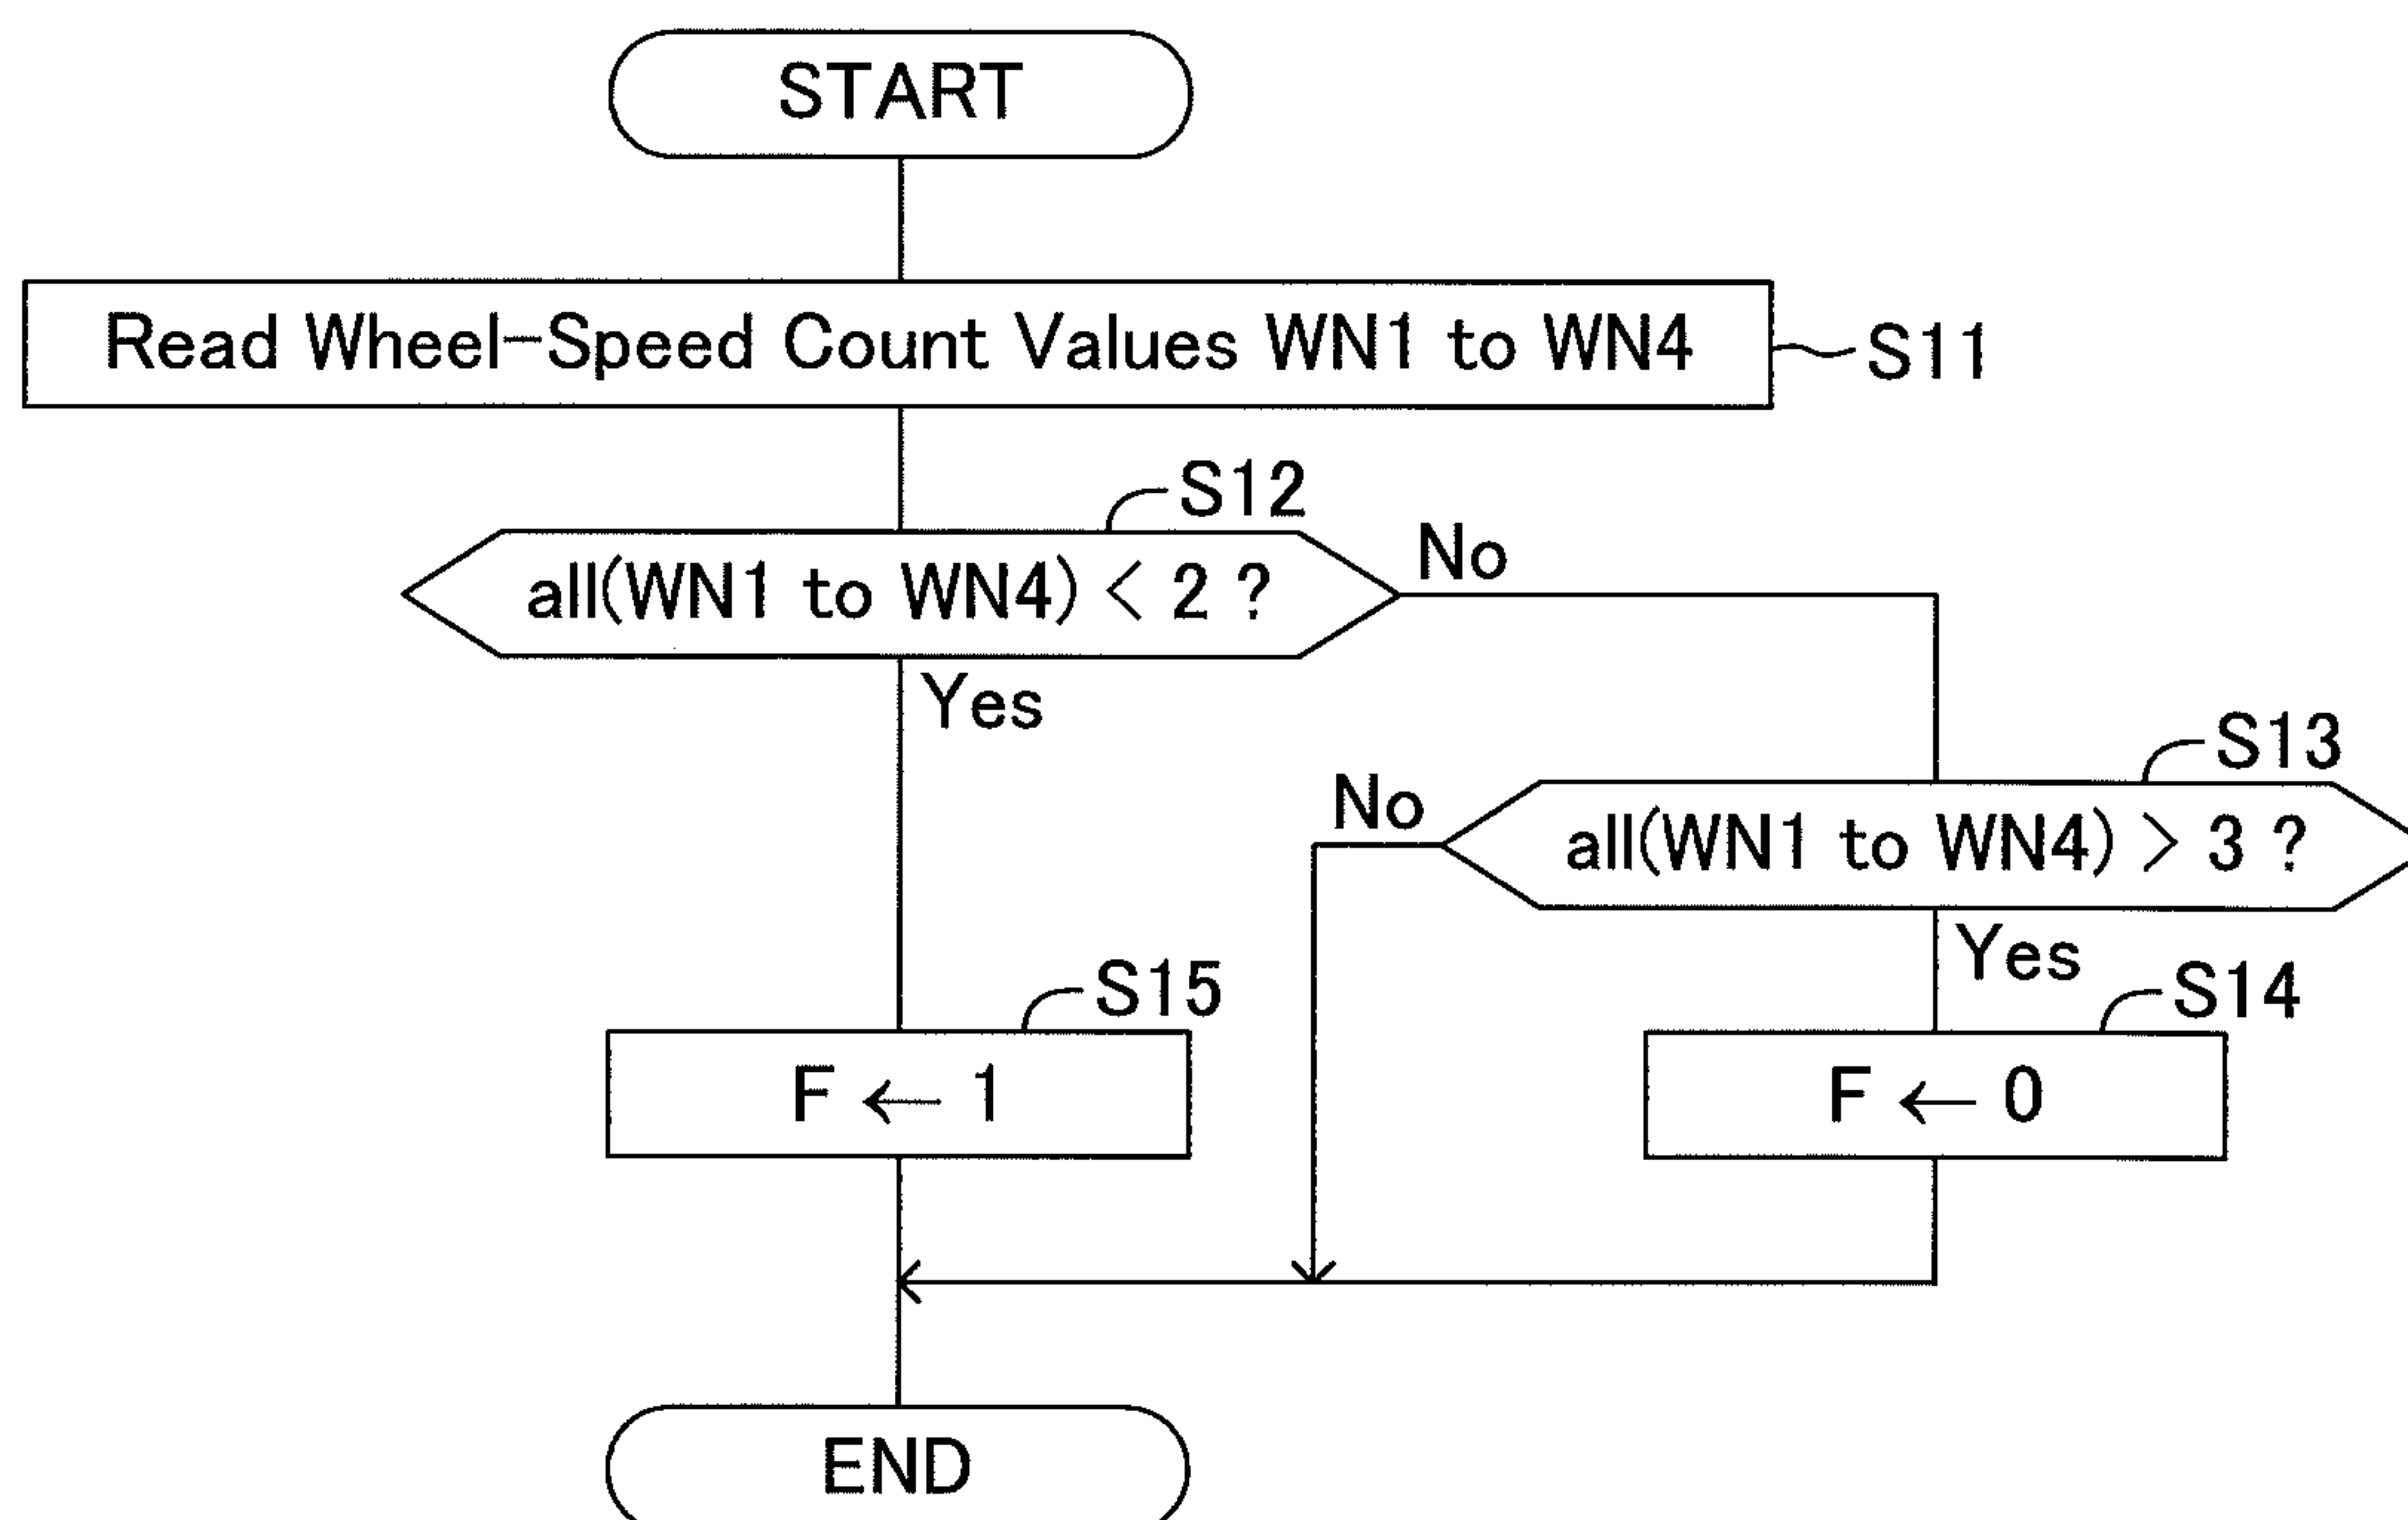 START
Read Wheel-Speed Count Values WN1 to WN4
S11
S12
all(WN1 to WN4) < 2 ?
No
Yes
S13
No
all(WN1 to WN4) > 3 ?
Yes
S15
S14
F ← 1
F ← 0
END